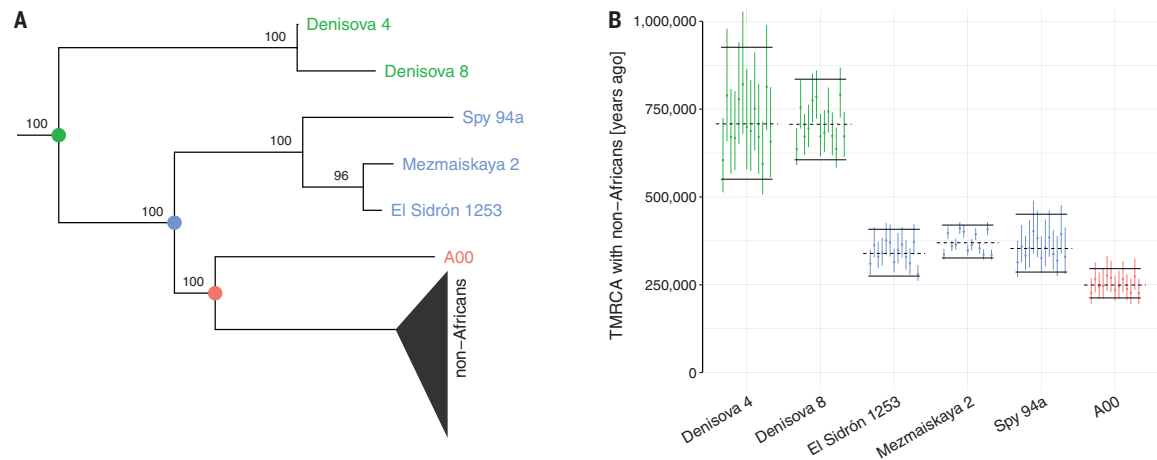 A
100
Denisova 4
Denisova 8
100
100
Spy 94a
96
Mezmaiskaya 2
El Sidrón 1253
100
100
A00
non−Africans
B
TMRCA with non−Africans [years ago]
1,000,000
750,000
500,000
250,000
0
Denisova 4
Denisova 8
El Sidrón 1253
Mezmaiskaya 2
Spy 94a
A00